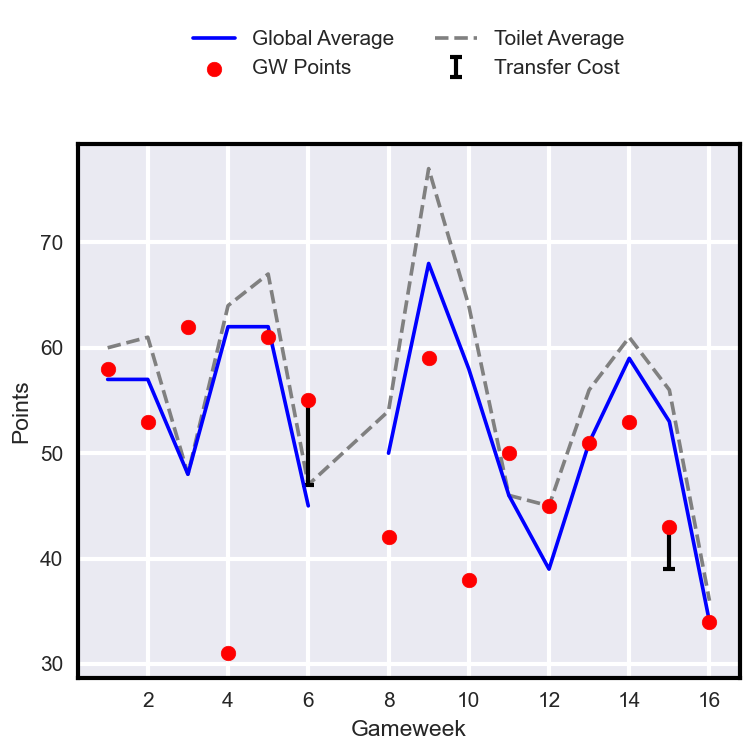 Global Average
Toilet Average
GW Points
Transfer Cost
70
60
50
40
30
Points
2 4 6 8 10 12 14 16
Gameweek